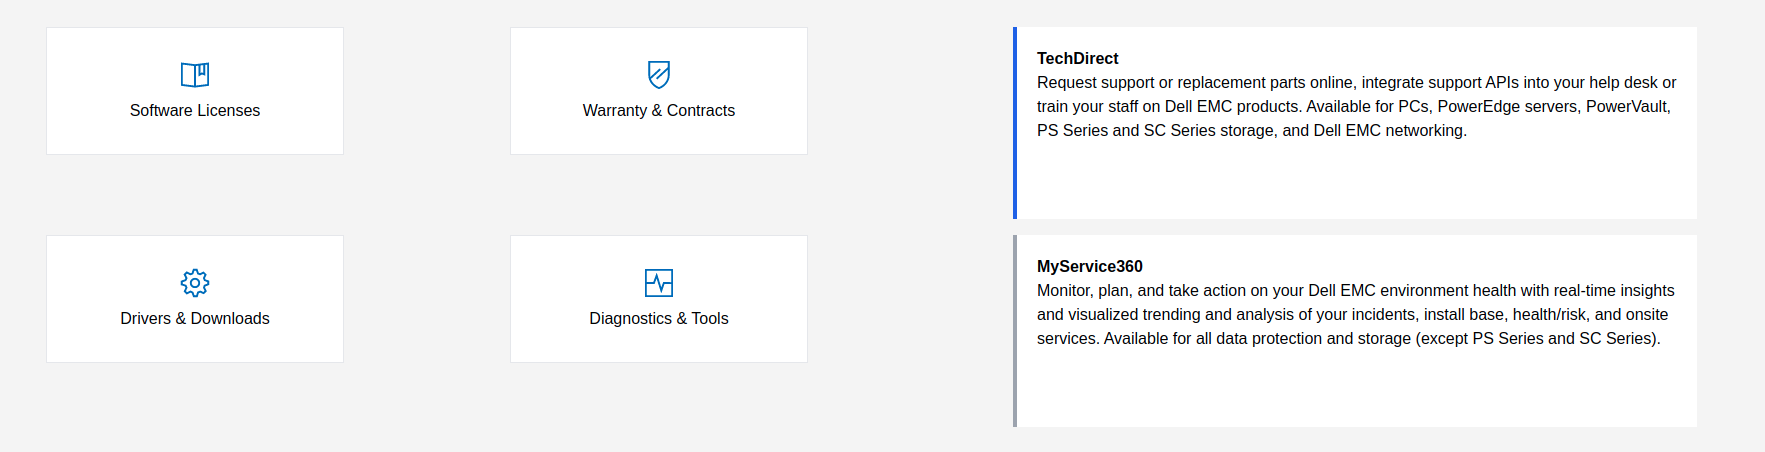 Software Licenses
Warranty & Contracts
Drivers & Downloads
Diagnostics & Tools
TechDirect
Request support or replacement parts online, integrate support APIs into your help desk or
train your staff on Dell EMC products. Available for PCs, PowerEdge servers, PowerVault,
PS Series and SC Series storage, and Dell EMC networking.
MyService360
Monitor, plan, and take action on your Dell EMC environment health with real-time insights
and visualized trending and analysis of your incidents, install base, health/risk, and onsite
services. Available for all data protection and storage (except PS Series and SC Series).